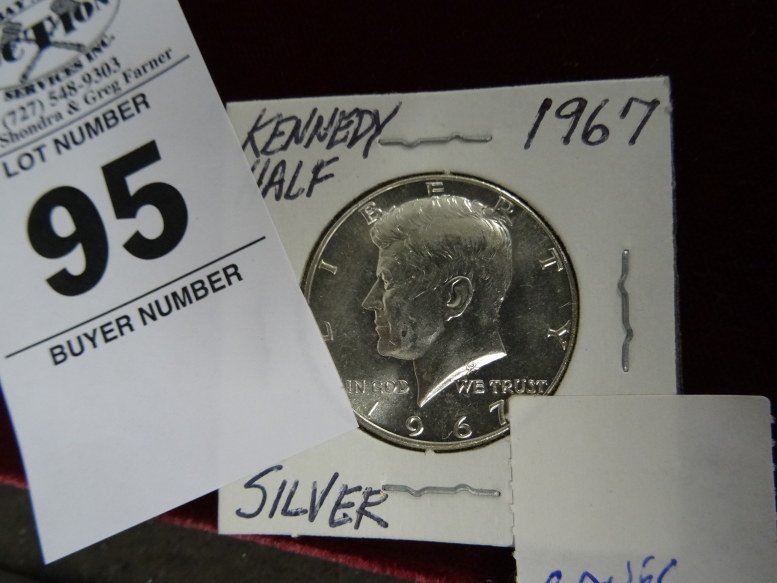 SERVICES INC.
(727) 548-9303
Shondra & Greg Farner
LOT NUMBER
95
BUYER NUMBER
KENNEDY
HALF
1967
LIBERTY
IN GOD WE TRUST
1967
SILVER